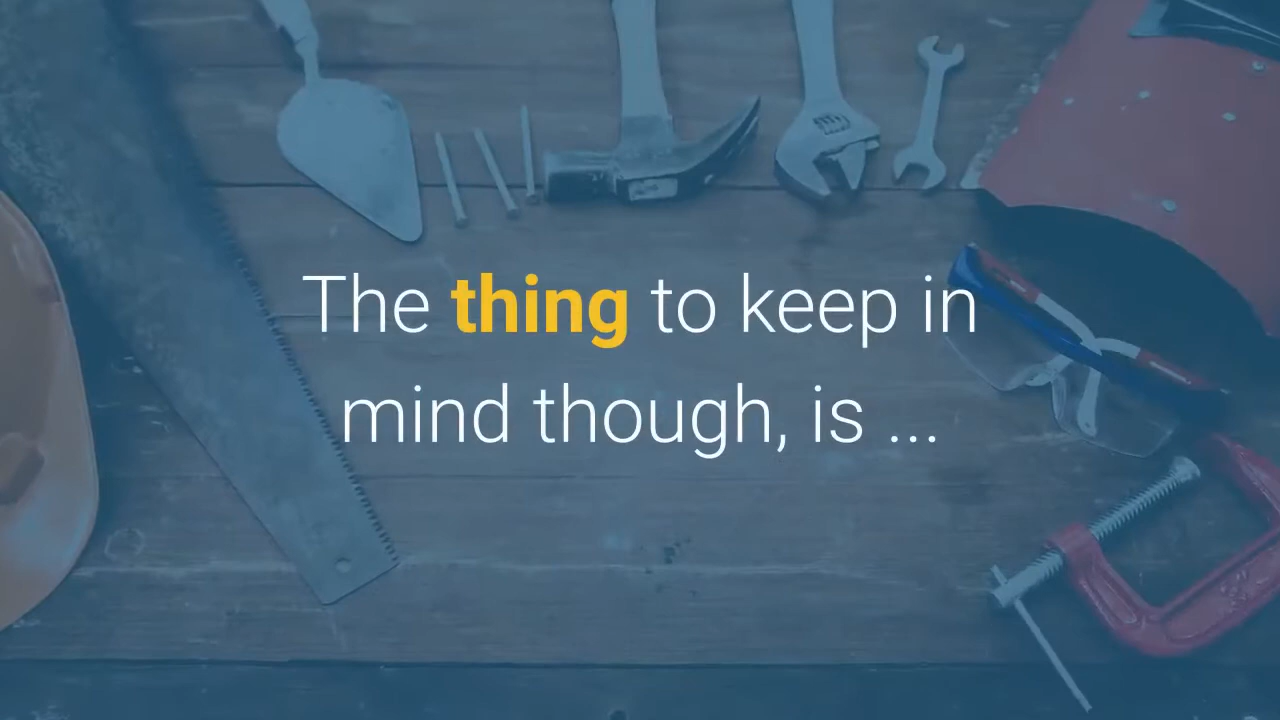 The thing to keep in
mind though, is ...